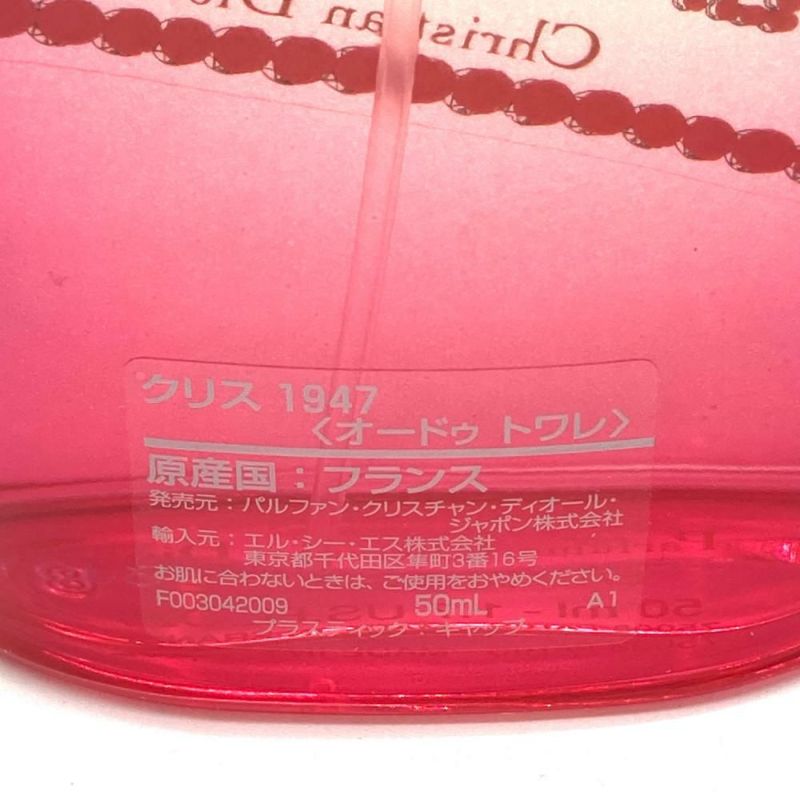 Christian Dio
クリス 1947
〈オードゥ トワレ〉
原産国：フランス
発売元：パルファン・クリスチャン・ディオール・
ジャポン株式会社
輸入元：エル・シー・エス株式会社
東京都千代田区隼町3番16号
お肌に合わないときは、ご使用をおやめください。
F003042009 50mL A1
プラスティック：キャップ